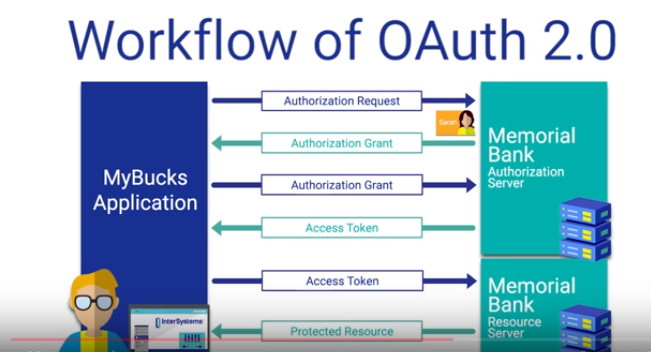 Workflow of OAuth 2.0
Authorization Request
Sarah
Authorization Grant
Memorial
Bank
Authorization
Server
MyBucks
Application
Authorization Grant
Access Token
Access Token
Memorial
Bank
Resource
Server
InterSystems
Protected Resource